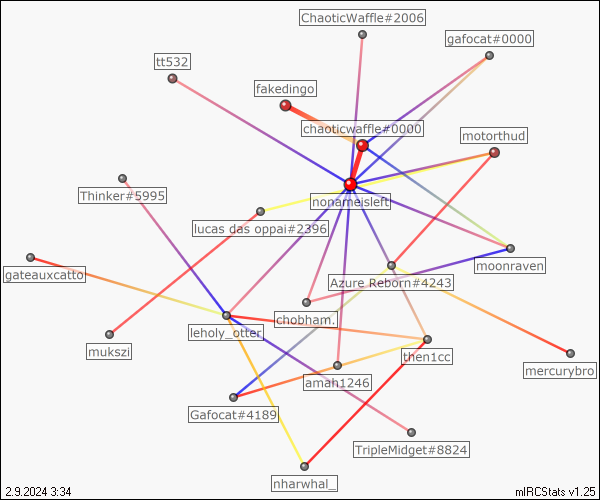 ChaoticWaffle#2006
gafocat#0000
tt532
fakedingo
chaoticwaffle#0000
motorthud
Thinker#5995
nonameisleft
lucas das oppai#2396
moonraven
gateauxcatto
Azure Reborn#4243
chobham.
leholy_otter
mukszi
then1cc
mercurybro
amah1246
Gafocat#4189
TripleMidget#8824
nharwhal_
2.9.2024 3:34
mIRCStats v1.25